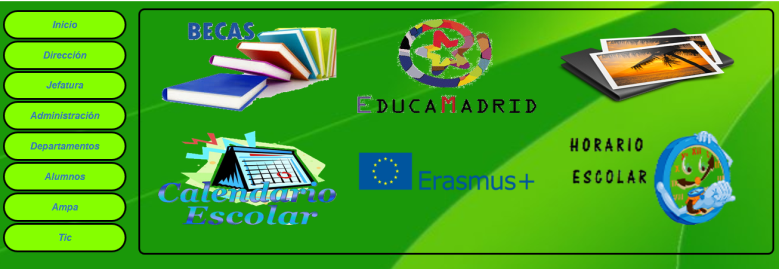 Inicio
Dirección
Jefatura
Administración
Departamentos
Alumnos
Ampa
Tic
BECAS
EDUCAMADRID
Calendario
Escolar
Erasmus+
HORARIO
ESCOLAR